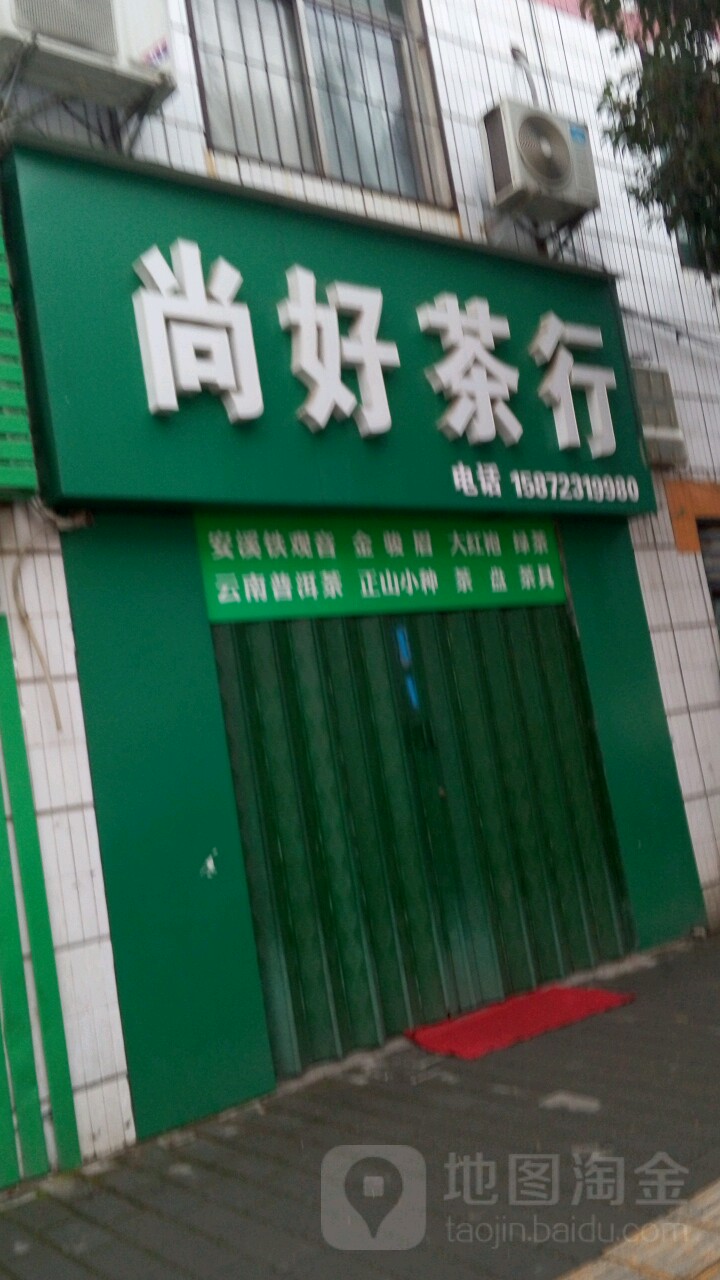 尚好茶行
电话 15872319980
安溪铁观音 金骏眉 大红袍 绿茶
云南普洱茶 正山小种 茶盘 茶具
地图淘金
taojin.baidu.com